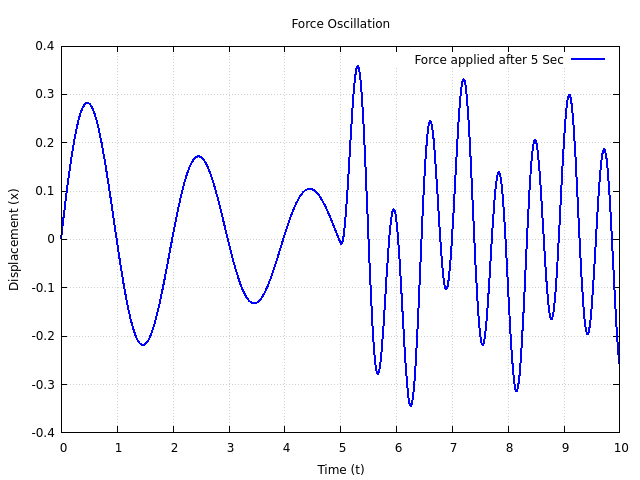 Force Oscillation
Force applied after 5 Sec
0.4
0.3
0.2
0.1
0
-0.1
-0.2
-0.3
-0.4
Displacement (x)
0 1 2 3 4 5 6 7 8 9 10
Time (t)